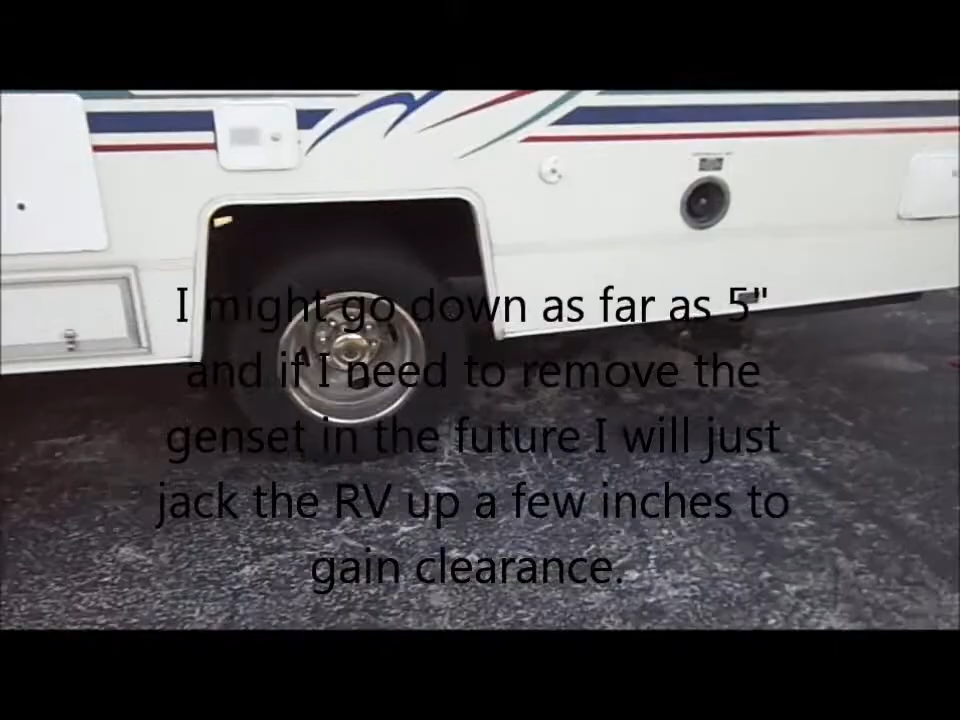 I might go down as far as 5"
and if I need to remove the
genset in the future I will just
jack the RV up a few inches to
gain clearance.